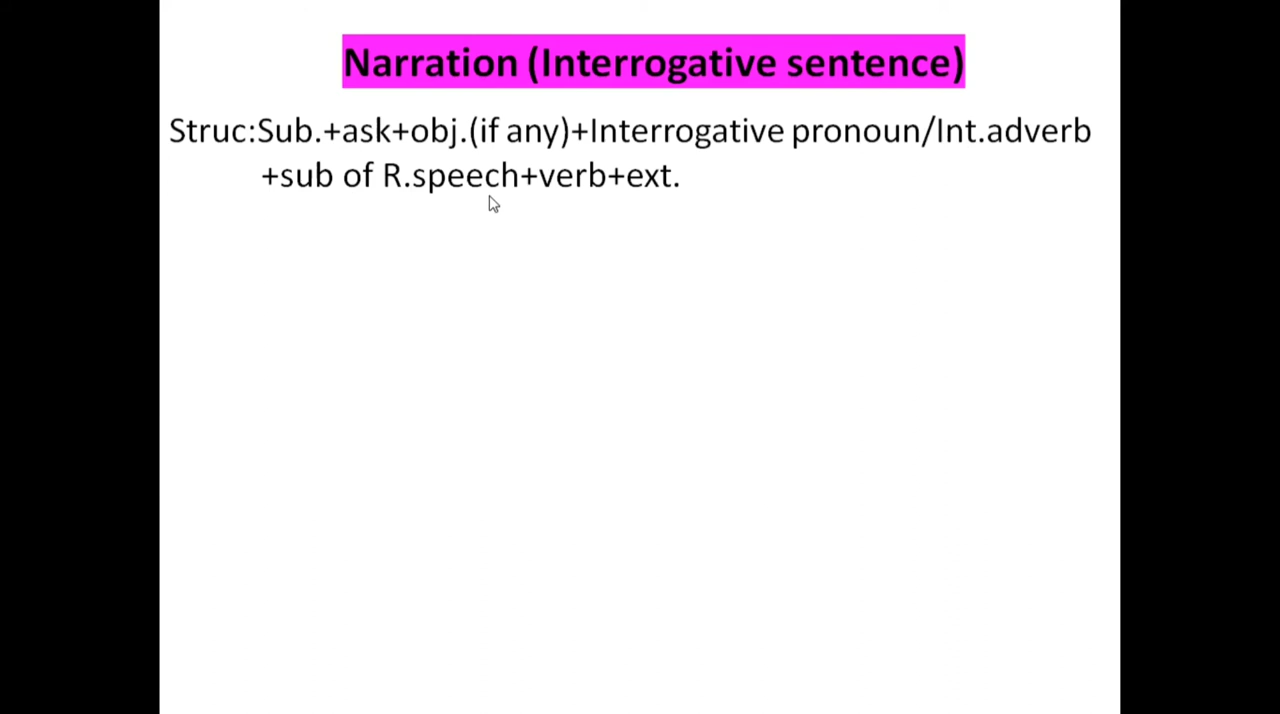 Narration (Interrogative sentence)
Struc:Sub.+ask+obj.(if any)+Interrogative pronoun/Int.adverb
+sub of R.speech+verb+ext.